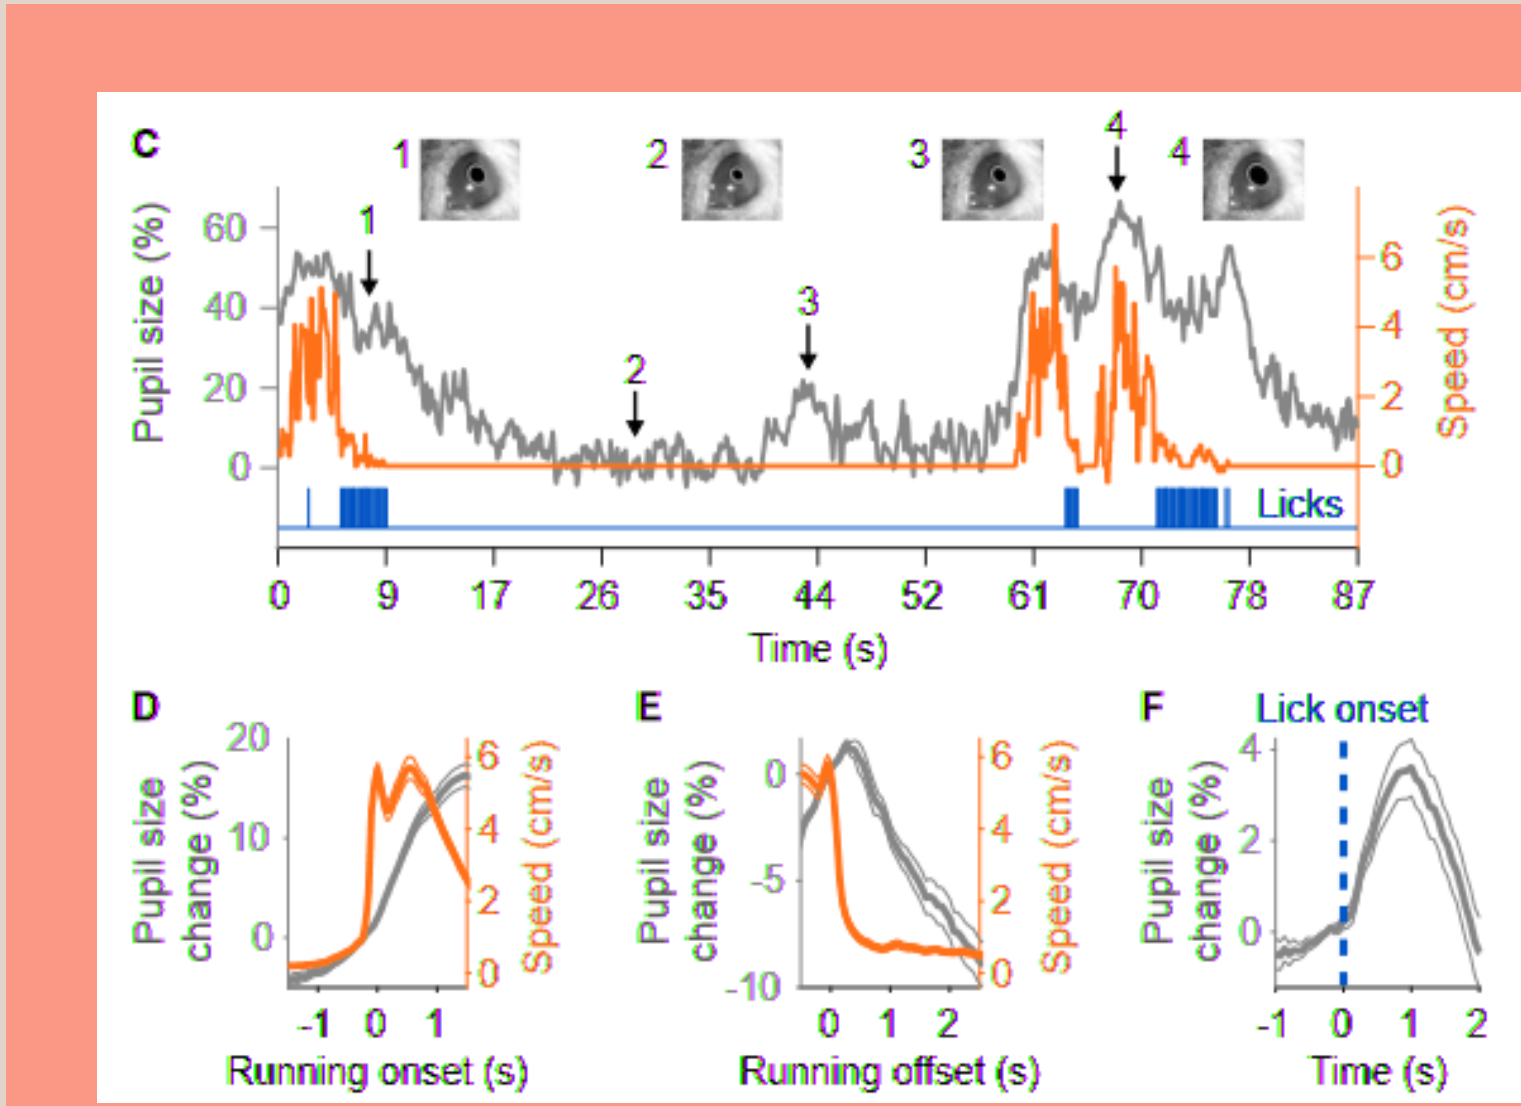 C
1 2 3 4 4
1
3
2
Pupil size (%)
60
40
20
0
Speed (cm/s)
6
4
2
0
Licks
0 9 17 26 35 44 52 61 70 78 87
Time (s)
D
Pupil size
change (%)
20
10
0
Speed (cm/s)
6
4
2
0
-1 0 1
Running onset (s)
E
Pupil size
change (%)
0
-5
-10
Speed (cm/s)
6
4
2
0
0 1 2
Running offset (s)
F
Lick onset
Pupil size
change (%)
4
2
0
-1 0 1 2
Time (s)